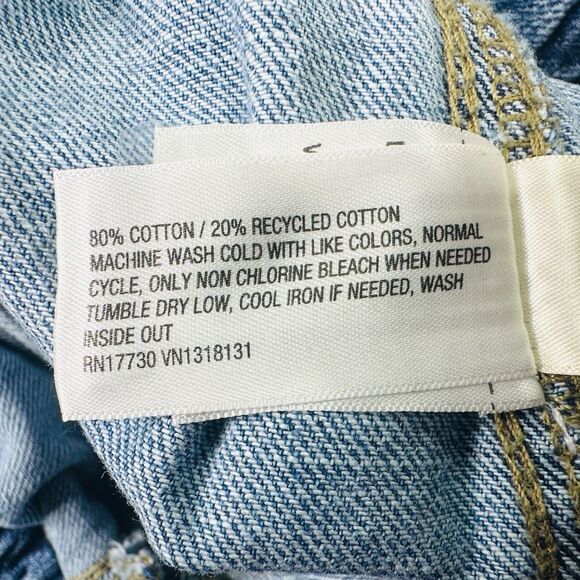 80% COTTON / 20% RECYCLED COTTON
MACHINE WASH COLD WITH LIKE COLORS, NORMAL
CYCLE, ONLY NON CHLORINE BLEACH WHEN NEEDED
TUMBLE DRY LOW, COOL IRON IF NEEDED, WASH
INSIDE OUT
RN17730 VN1318131